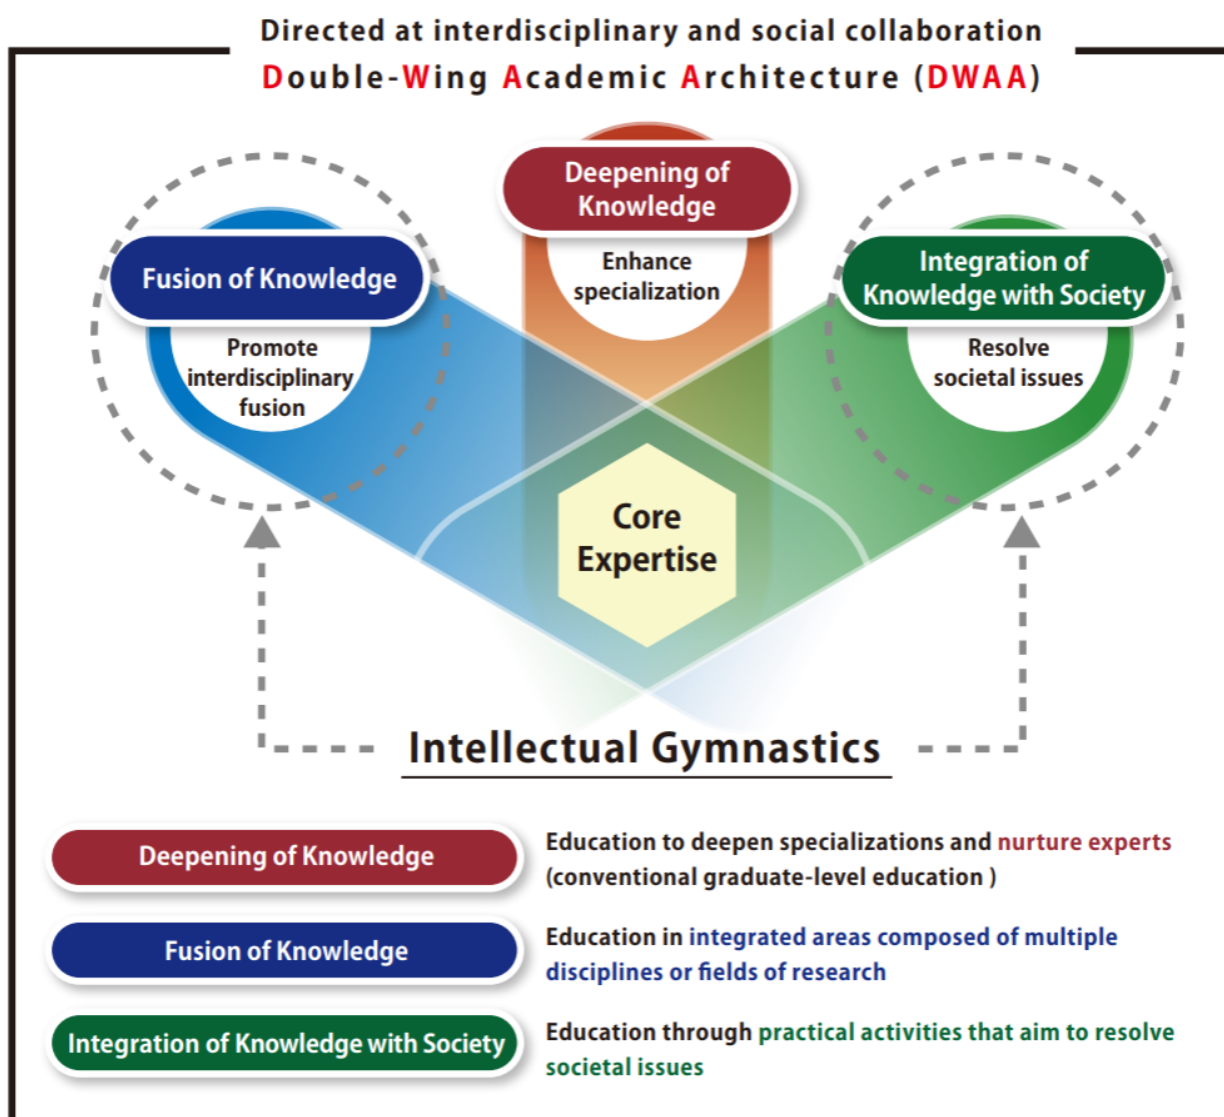 Directed at interdisciplinary and social collaboration
Double-Wing Academic Architecture (DWAA)
Deepening of
Knowledge
Enhance
specialization
Fusion of Knowledge
Promote
interdisciplinary
fusion
Integration of
Knowledge with Society
Resolve
societal issues
Core
Expertise
Intellectual Gymnastics
Deepening of Knowledge
Education to deepen specializations and nurture experts
(conventional graduate-level education )
Fusion of Knowledge
Education in integrated areas composed of multiple
disciplines or fields of research
Integration of Knowledge with Society
Education through practical activities that aim to resolve
societal issues